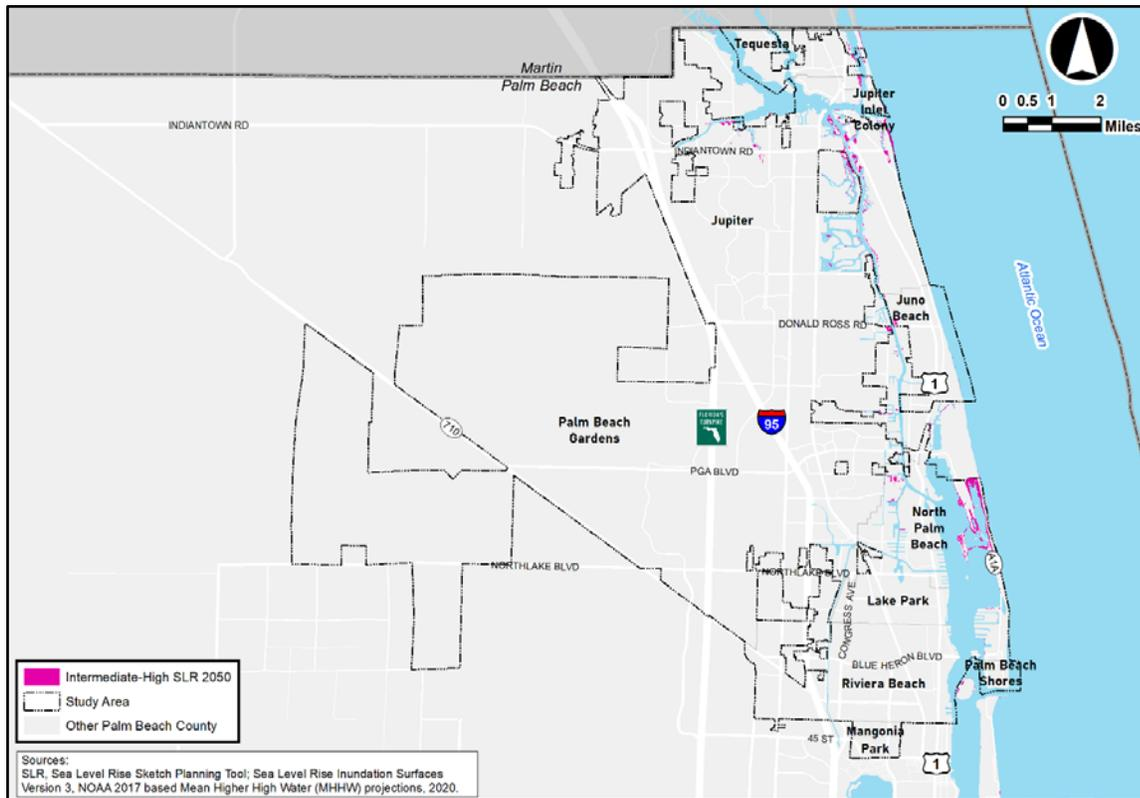 Tequesta
Martin
Palm Beach
Jupiter
Inlet
Colony
0 0.5 1 2
Miles
INDIANTOWN RD
INDIANTOWN RD
Jupiter
Atlantic Ocean
Juno
Beach
DONALD ROSS RD
1
FLORIDA'S
TURNPIKE
95
710
Palm Beach
Gardens
PGA BLVD
North
Palm
Beach
A1A
NORTHLAKE BLVD
NORTHLAKE BLVD
CONGRESS AVE
Lake Park
BLUE HERON BLVD
Palm Beach
Shores
Riviera Beach
45 ST
Mangonia
Park
1
Intermediate-High SLR 2050
Study Area
Other Palm Beach County
Sources:
SLR, Sea Level Rise Sketch Planning Tool; Sea Level Rise Inundation Surfaces
Version 3, NOAA 2017 based Mean Higher High Water (MHHW) projections, 2020.